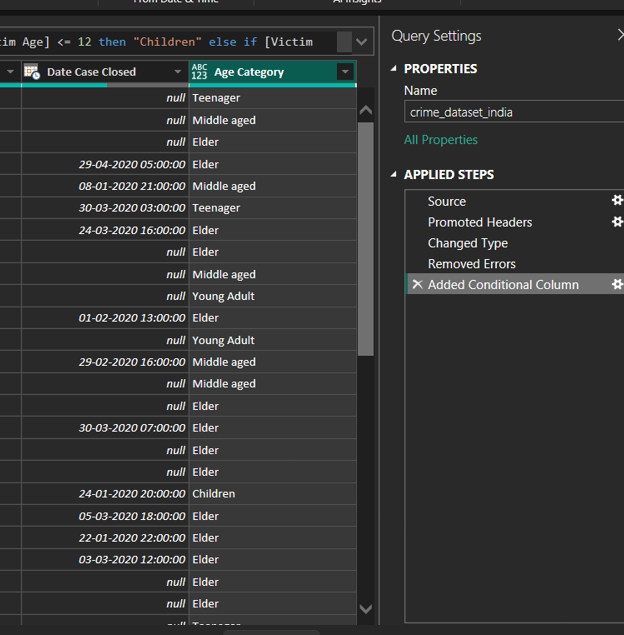 From Date & Time
AI Insights
tim Age] <= 12 then "Children" else if [Victim
Query Settings
Date Case Closed
ABC
123
Age Category
null Teenager
null Middle aged
null Elder
29-04-2020 05:00:00 Elder
08-01-2020 21:00:00 Middle aged
30-03-2020 03:00:00 Teenager
24-03-2020 16:00:00 Elder
null Elder
null Middle aged
null Young Adult
01-02-2020 13:00:00 Elder
null Young Adult
29-02-2020 16:00:00 Middle aged
null Middle aged
null Elder
30-03-2020 07:00:00 Elder
null Elder
null Elder
24-01-2020 20:00:00 Children
05-03-2020 18:00:00 Elder
22-01-2020 22:00:00 Elder
03-03-2020 12:00:00 Elder
null Elder
null Elder
null Teenager
PROPERTIES
Name
crime_dataset_india
All Properties
APPLIED STEPS
Source
Promoted Headers
Changed Type
Removed Errors
Added Conditional Column